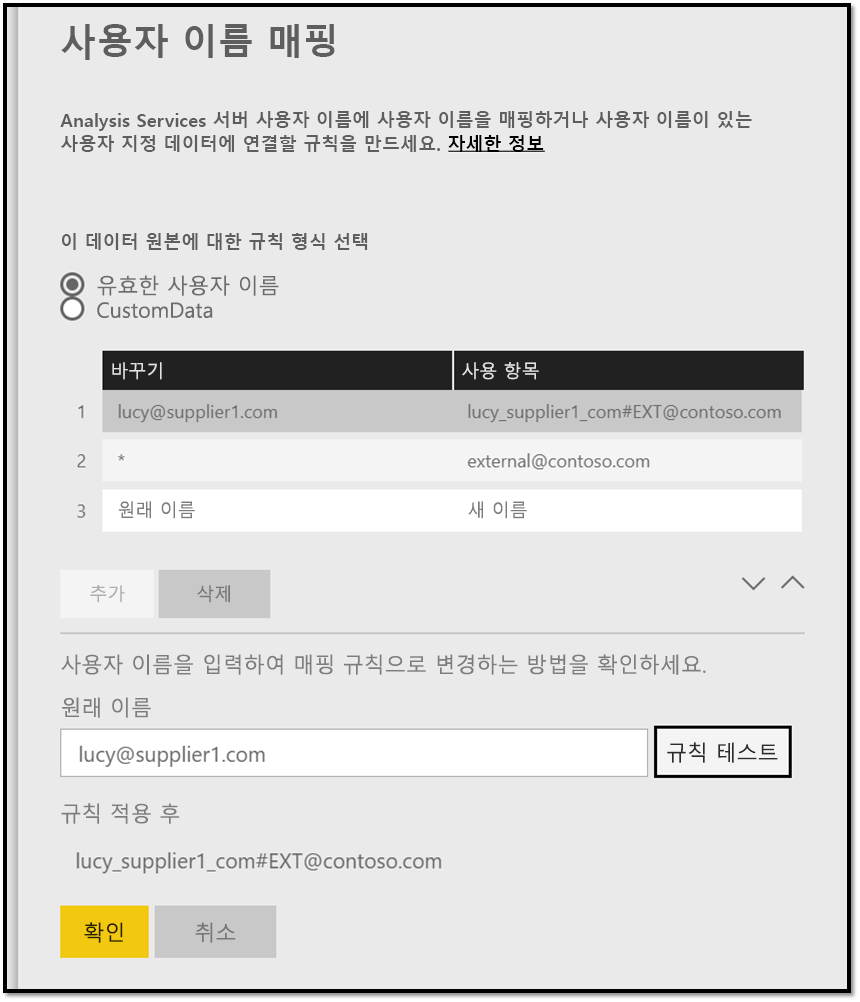 사용자 이름 매핑
Analysis Services 서버 사용자 이름에 사용자 이름을 매핑하거나 사용자 이름이 있는
사용자 지정 데이터에 연결할 규칙을 만드세요. 자세한 정보
이 데이터 원본에 대한 규칙 형식 선택
유효한 사용자 이름
CustomData
바꾸기 사용 항목
1 lucy@supplier1.com lucy_supplier1_com#EXT@contoso.com
2 * external@contoso.com
3 원래 이름 새 이름
추가 삭제
사용자 이름을 입력하여 매핑 규칙으로 변경하는 방법을 확인하세요.
원래 이름
lucy@supplier1.com 규칙 테스트
규칙 적용 후
lucy_supplier1_com#EXT@contoso.com
확인 취소